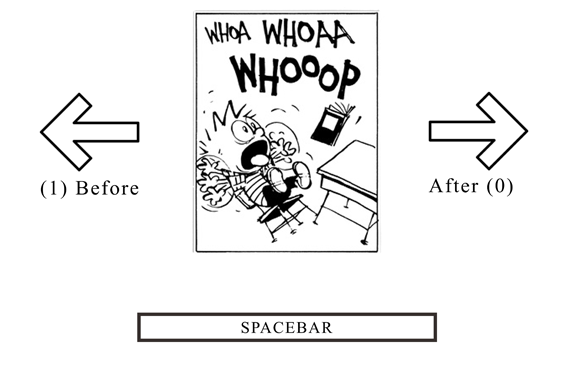 WHOA WHOAA
WHOOOP
(1) Before
After (0)
SPACEBAR